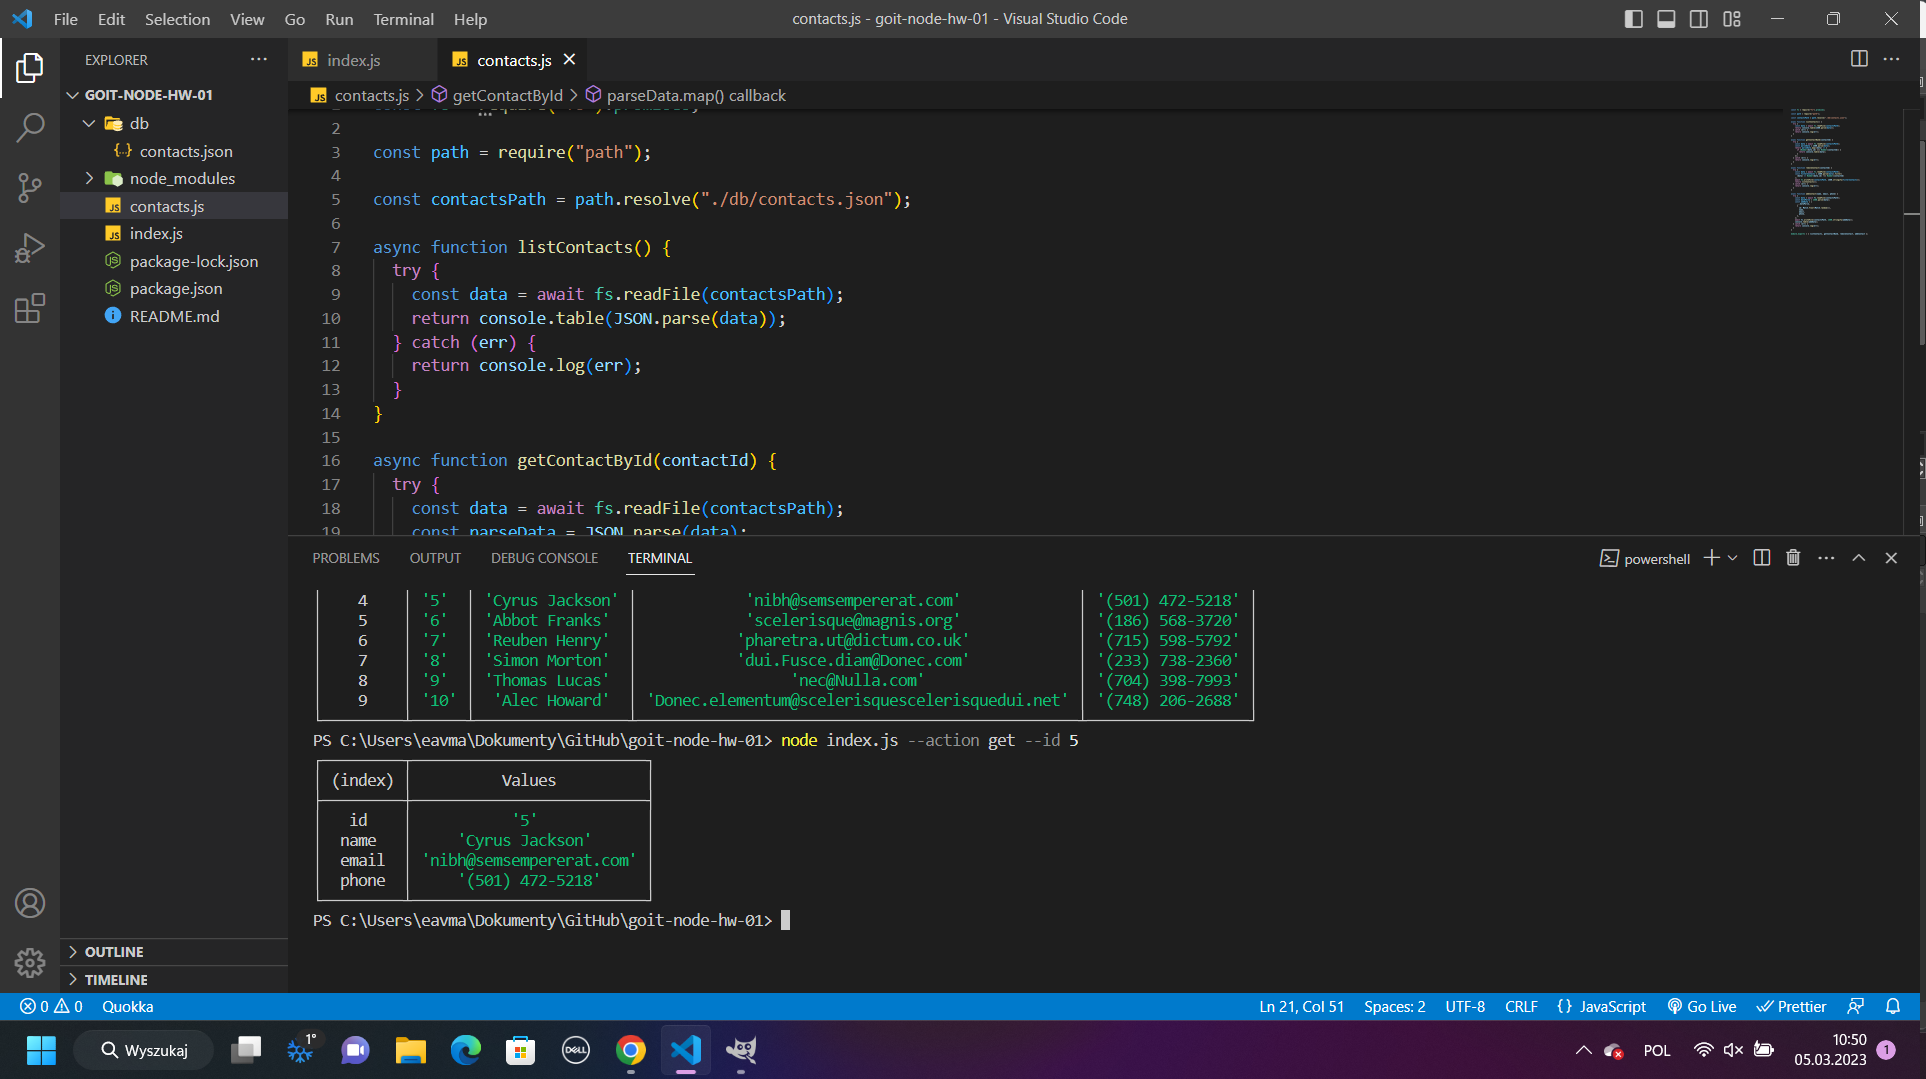 File Edit Selection View Go Run Terminal Help
contacts.js - goit-node-hw-01 - Visual Studio Code
EXPLORER
GOIT-NODE-HW-01
db
contacts.json
node_modules
contacts.js
index.js
package-lock.json
package.json
README.md
OUTLINE
TIMELINE
index.js
contacts.js
contacts.js > getContactById > parseData.map() callback
2
3 const path = require("path");
4
5 const contactsPath = path.resolve("./db/contacts.json");
6
7 async function listContacts() {
8 try {
9 const data = await fs.readFile(contactsPath);
10 return console.table(JSON.parse(data));
11 } catch (err) {
12 return console.log(err);
13 }
14 }
15
16 async function getContactById(contactId) {
17 try {
18 const data = await fs.readFile(contactsPath);
19 const parseData = JSON.parse(data);
PROBLEMS OUTPUT DEBUG CONSOLE TERMINAL
powershell
4 '5' 'Cyrus Jackson' 'nibh@semsempererat.com' '(501) 472-5218'
5 '6' 'Abbot Franks' 'scelerisque@magnis.org' '(186) 568-3720'
6 '7' 'Reuben Henry' 'pharetra.ut@dictum.co.uk' '(715) 598-5792'
7 '8' 'Simon Morton' 'dui.Fusce.diam@Donec.com' '(233) 738-2360'
8 '9' 'Thomas Lucas' 'nec@Nulla.com' '(704) 398-7993'
9 '10' 'Alec Howard' 'Donec.elementum@scelerisquescelerisquedui.net' '(748) 206-2688'
PS C:\Users\eavma\Dokumenty\GitHub\goit-node-hw-01> node index.js --action get --id 5
(index) Values
id '5'
name 'Cyrus Jackson'
email 'nibh@semsempererat.com'
phone '(501) 472-5218'
PS C:\Users\eavma\Dokumenty\GitHub\goit-node-hw-01>
0 0 Quokka
Ln 21, Col 51 Spaces: 2 UTF-8 CRLF {} JavaScript Go Live Prettier
Wyszukaj
1°
DELL
POL
10:50
05.03.2023
1